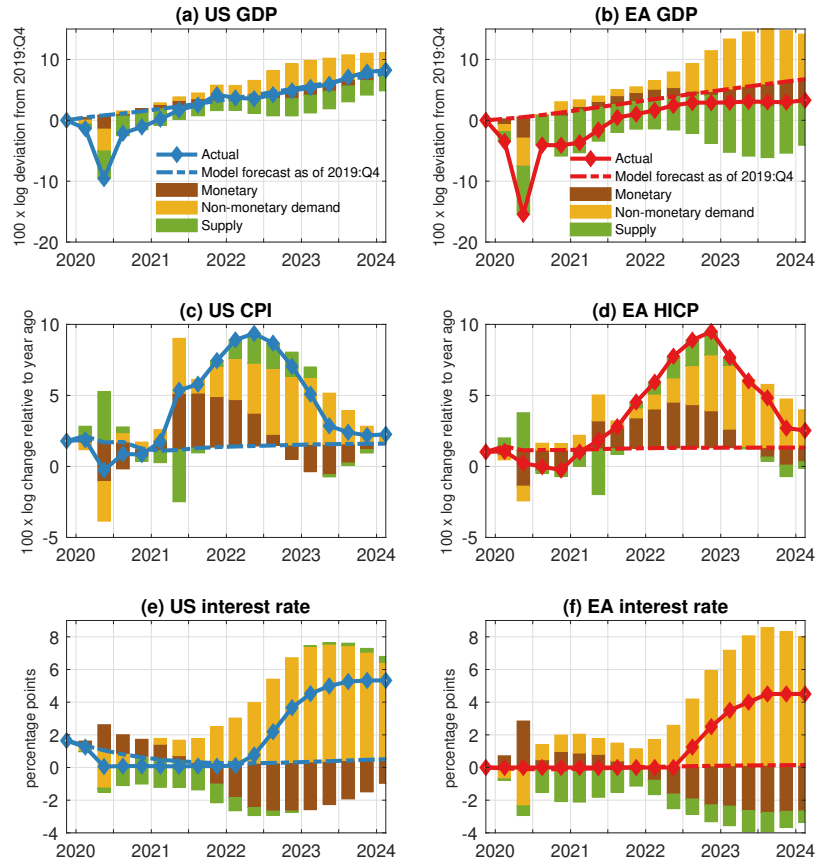 (a) US GDP
100 x log deviation from 2019:Q4
10
0
-10
-20
Actual
Model forecast as of 2019:Q4
Monetary
Non-monetary demand
Supply
2020 2021 2022 2023 2024
(b) EA GDP
100 x log deviation from 2019:Q4
10
0
-10
-20
Actual
Model forecast as of 2019:Q4
Monetary
Non-monetary demand
Supply
2020 2021 2022 2023 2024
(c) US CPI
100 x log change relative to year ago
10
5
0
-5
2020 2021 2022 2023 2024
(d) EA HICP
100 x log change relative to year ago
10
5
0
-5
2020 2021 2022 2023 2024
(e) US interest rate
percentage points
8
6
4
2
0
-2
-4
2020 2021 2022 2023 2024
(f) EA interest rate
percentage points
8
6
4
2
0
-2
-4
2020 2021 2022 2023 2024